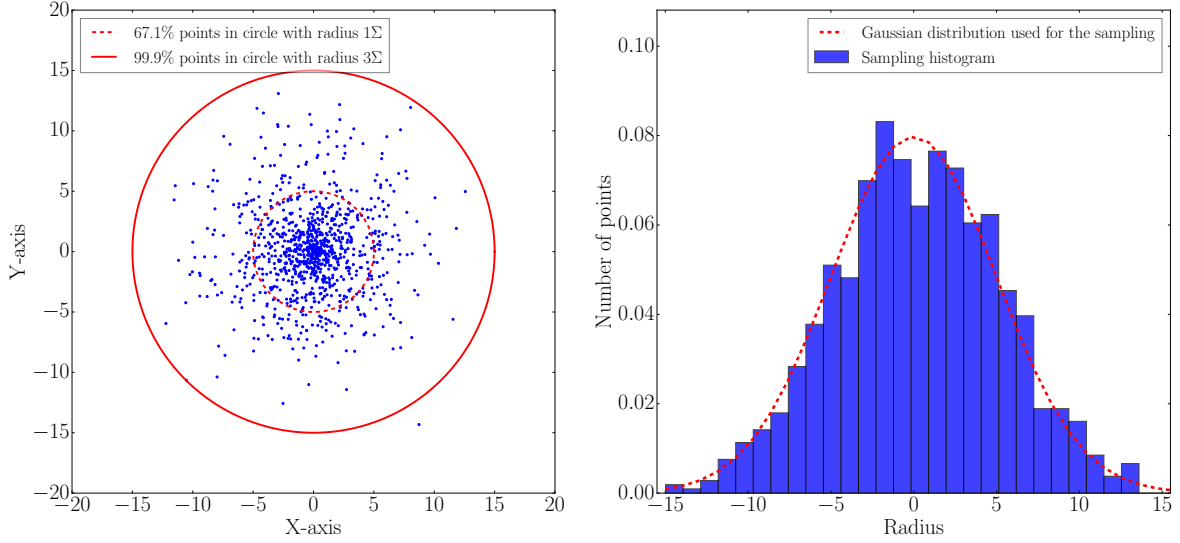 67.1% points in circle with radius 1Σ
99.9% points in circle with radius 3Σ
20
15
10
5
0
−5
−10
−15
−20
Y-axis
−20 −15 −10 −5 0 5 10 15 20
X-axis
Gaussian distribution used for the sampling
Sampling histogram
0.10
0.08
0.06
0.04
0.02
0.00
Number of points
−15 −10 −5 0 5 10 15
Radius